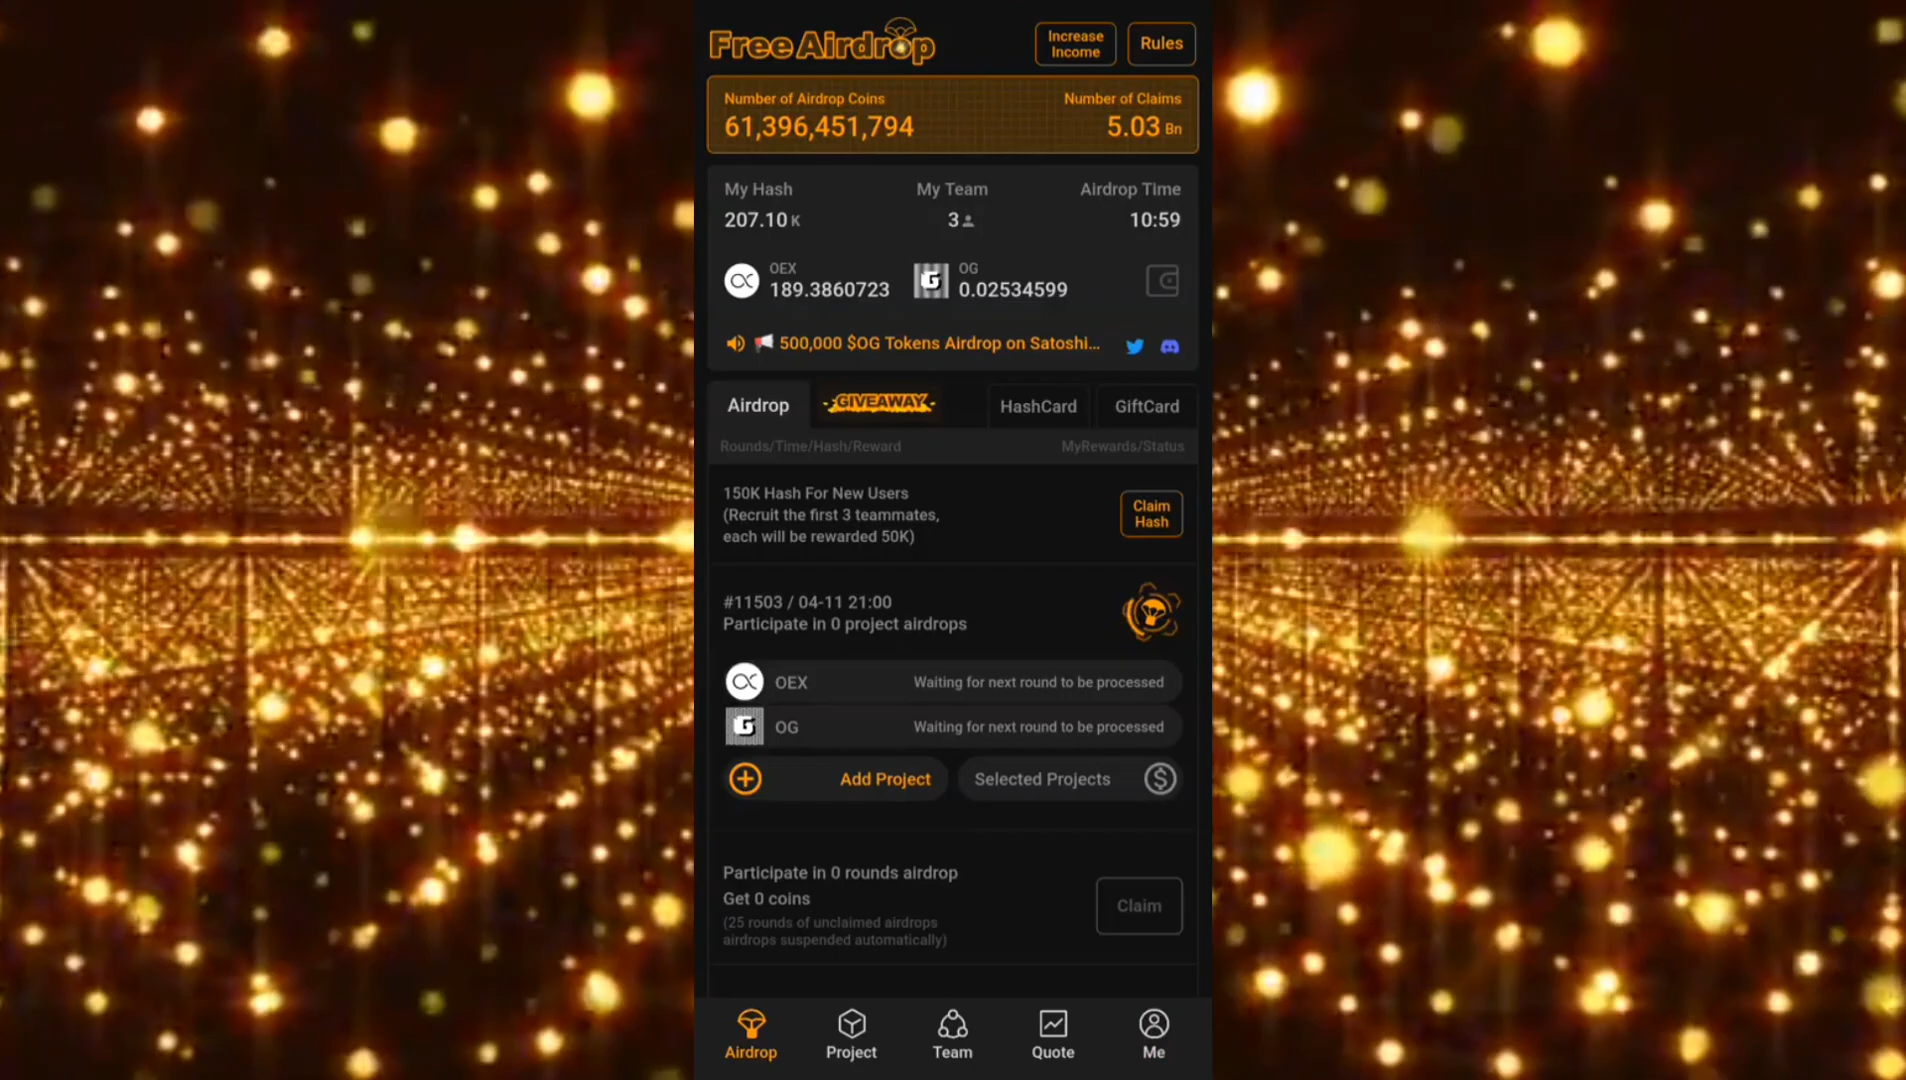 Free Airdrop
Increase
Income
Rules
Number of Airdrop Coins
Number of Claims
61,396,451,794
5.03 Bn
My Hash
My Team
Airdrop Time
207.10 K
3
10:59
OEX
189.3860723
OG
0.02534599
500,000 $OG Tokens Airdrop on Satoshi...
Airdrop
GIVEAWAY
HashCard
GiftCard
Rounds/Time/Hash/Reward
MyRewards/Status
150K Hash For New Users
(Recruit the first 3 teammates,
each will be rewarded 50K)
Claim
Hash
#11503 / 04-11 21:00
Participate in 0 project airdrops
OEX
Waiting for next round to be processed
OG
Waiting for next round to be processed
Add Project
Selected Projects
Participate in 0 rounds airdrop
Get 0 coins
(25 rounds of unclaimed airdrops
airdrops suspended automatically)
Claim
Airdrop
Project
Team
Quote
Me